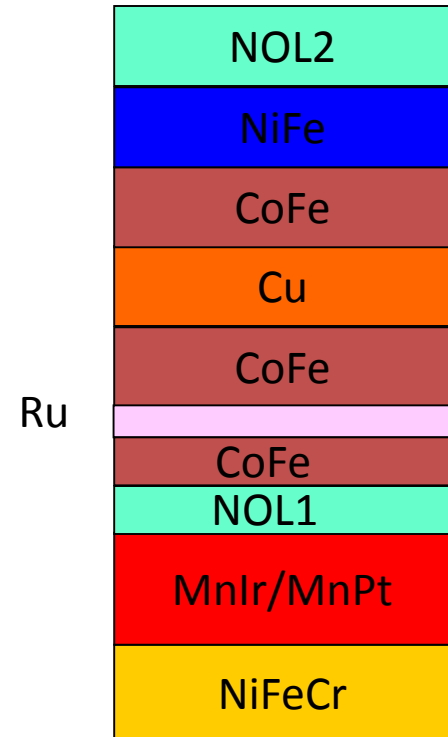 NOL2
NiFe
CoFe
Cu
CoFe
Ru
CoFe
NOL1
MnIr/MnPt
NiFeCr